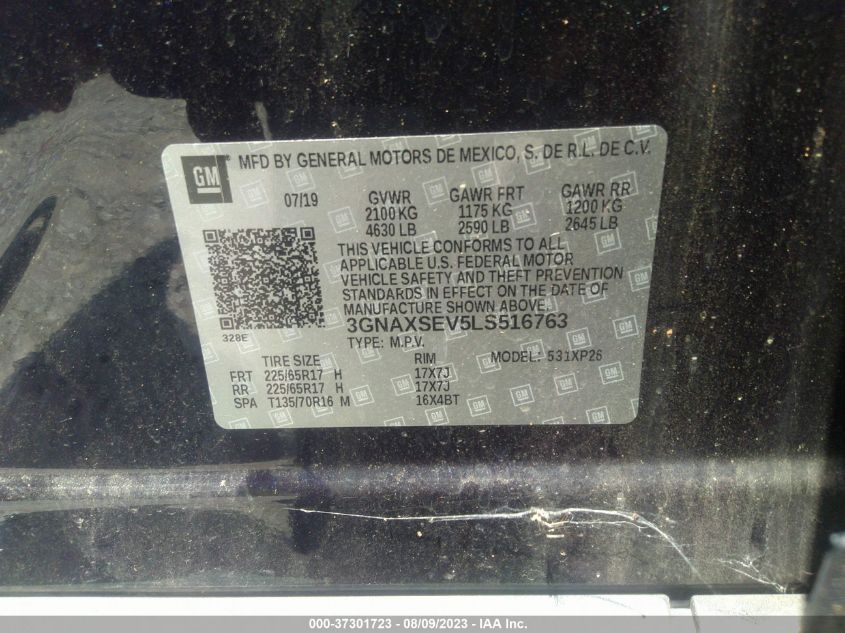 GM MFD BY GENERAL MOTORS DE MEXICO, S. DE R.L. DE C.V.
07/19 GVWR GAWR FRT GAWR RR
2100 KG 1175 KG 1200 KG
4630 LB 2590 LB 2645 LB
THIS VEHICLE CONFORMS TO ALL
APPLICABLE U.S. FEDERAL MOTOR
VEHICLE SAFETY AND THEFT PREVENTION
STANDARDS IN EFFECT ON THE DATE OF
MANUFACTURE SHOWN ABOVE.
328E 3GNAXSEV5LS516763
TYPE: M.P.V.
TIRE SIZE RIM MODEL: 531XP26
FRT 225/65R17 H 17X7J
RR 225/65R17 H 17X7J
SPA T135/70R16 M 16X4BT
000-37301723 - 08/09/2023 - IAA Inc.